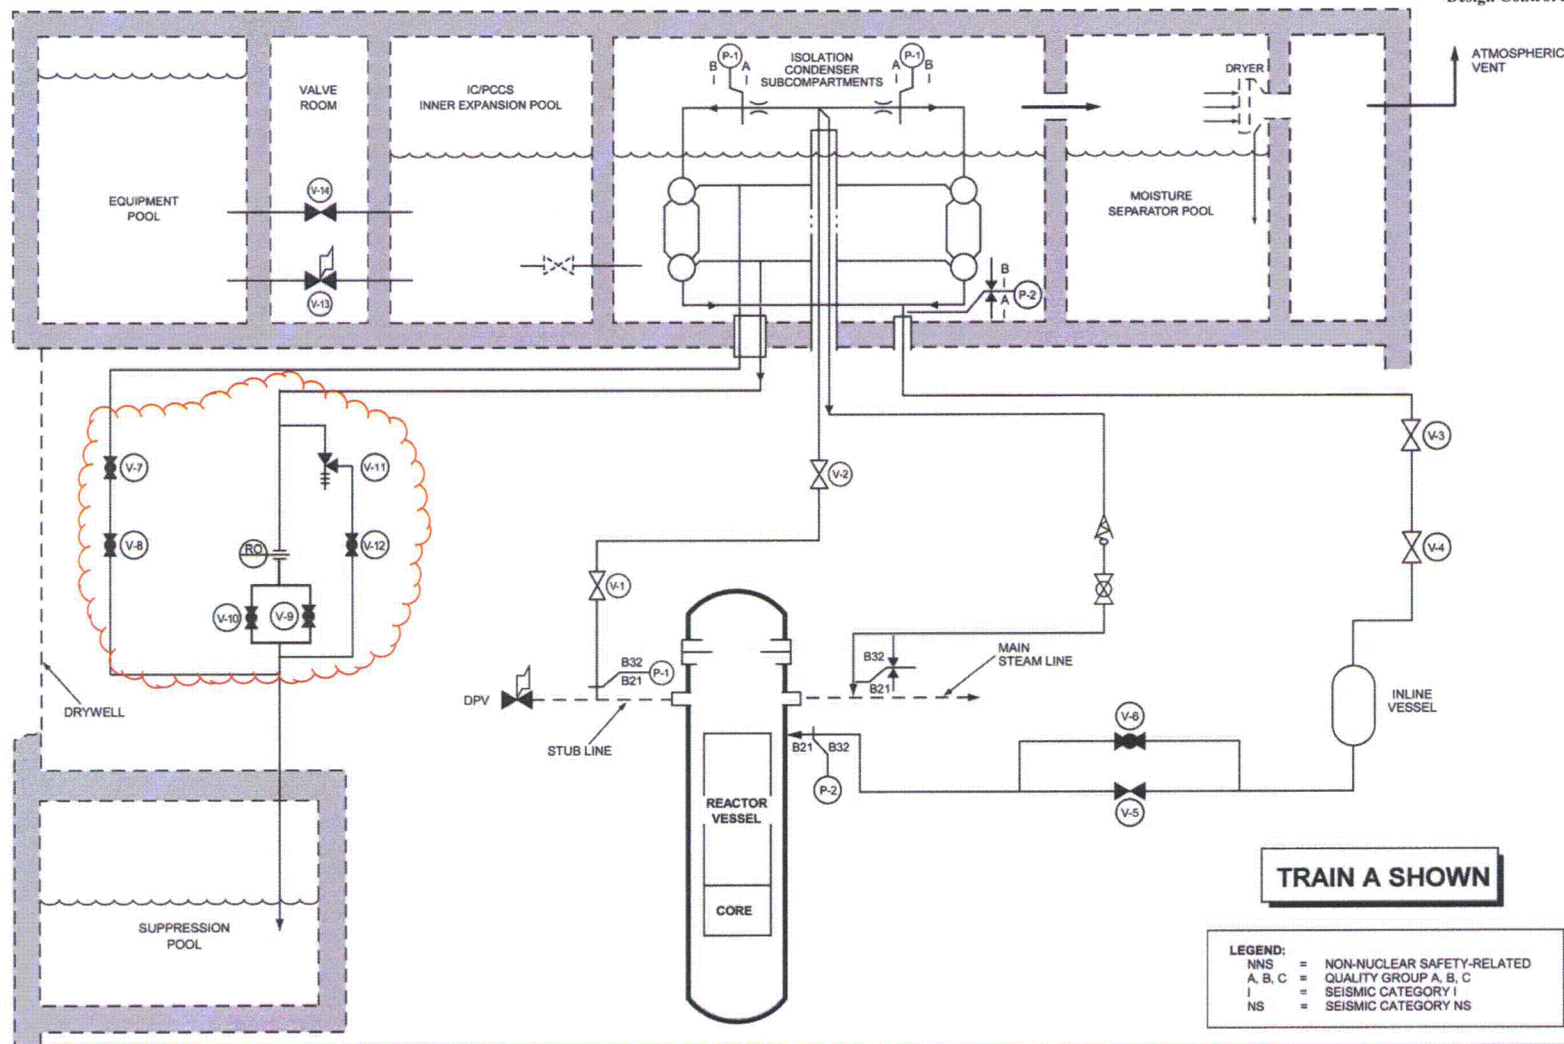 P-1
P-1
B
I
A
I
A
I
B
I
ISOLATION
CONDENSER
SUBCOMPARTMENTS
ATMOSPHERIC
VENT
VALVE
ROOM
IC/PCCS
INNER EXPANSION POOL
DRYER
EQUIPMENT
POOL
V-14
MOISTURE
SEPARATOR POOL
V-13
B
I
I
A
P-2
V-7
V-11
V-2
V-3
V-8
RO
V-12
V-4
V-1
V-10
V-9
B32
B21
P-1
B32
B21
MAIN
STEAM LINE
DPV
DRYWELL
STUB LINE
INLINE
VESSEL
V-6
B21
B32
P-2
V-5
REACTOR
VESSEL
CORE
SUPPRESSION
POOL
TRAIN A SHOWN
LEGEND:
NNS = NON-NUCLEAR SAFETY-RELATED
A, B, C = QUALITY GROUP A, B, C
I = SEISMIC CATEGORY I
NS = SEISMIC CATEGORY NS